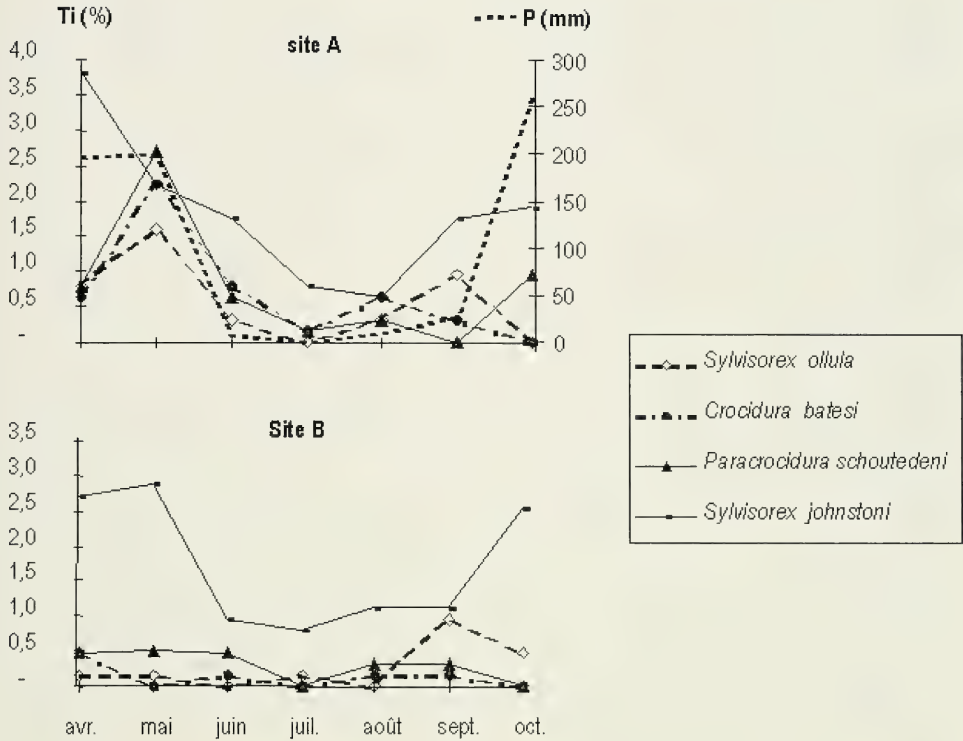 Ti (%)
P (mm)
site A
4,0
3,5
3,0
2,5
2,0
1,5
1,0
0,5
-
300
250
200
150
100
50
0
Sylvisorex ollula
Crocidura batesi
Paracrocidura schoutedeni
Sylvisorex johnstoni
Site B
3,5
3,0
2,5
2,0
1,5
1,0
0,5
-
avr. mai juin juil. août sept. oct.